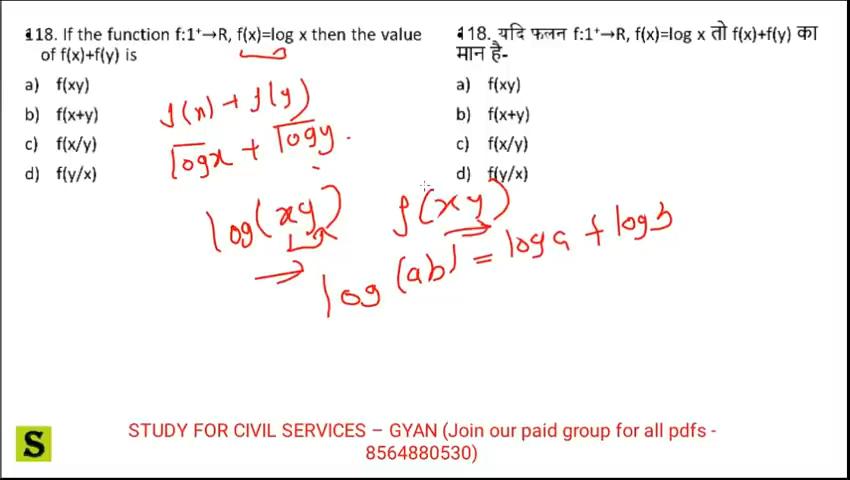 118. If the function f:1⁺→R, f(x)=log x then the value
of f(x)+f(y) is
a) f(xy)
b) f(x+y)
c) f(x/y)
d) f(y/x)
118. यदि फलन f:1⁺→R, f(x)=log x तो f(x)+f(y) का
मान है-
a) f(xy)
b) f(x+y)
c) f(x/y)
d) f(y/x)
f(x) + f(y)
log x + log y .
log(xy) f(xy)
log (ab) = log a + log b
S
STUDY FOR CIVIL SERVICES – GYAN (Join our paid group for all pdfs -
8564880530)